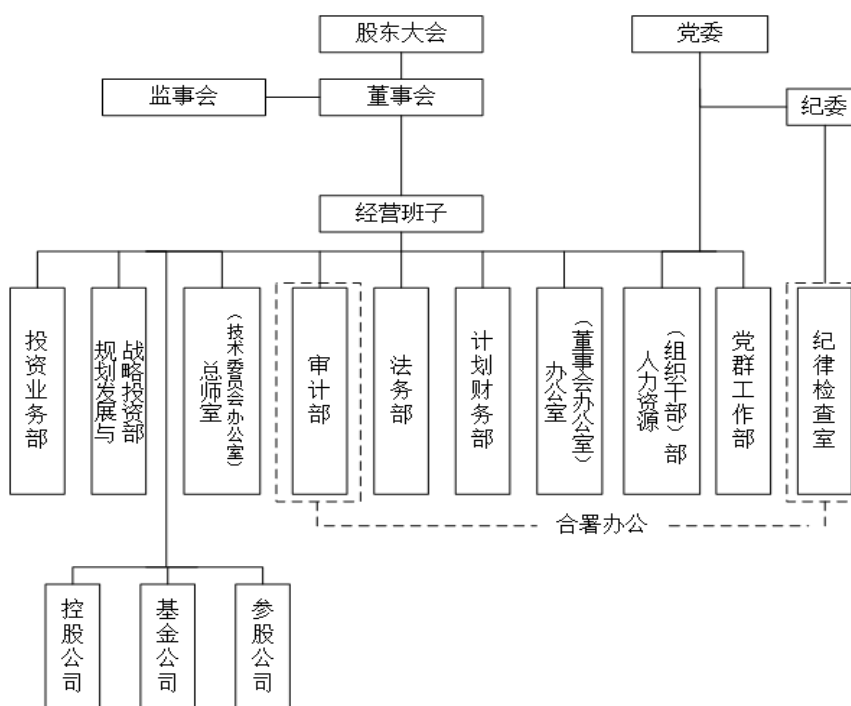 股东大会
党委
监事会
董事会
纪委
经营班子
投资业务部
规划发展与
战略投资部
总师室
（技术委员会办公室）
审计部
法务部
计划财务部
办公室
（董事会办公室）
人力资源
（组织干部）部
党群工作部
纪律检查室
合署办公
控股公司
基金公司
参股公司